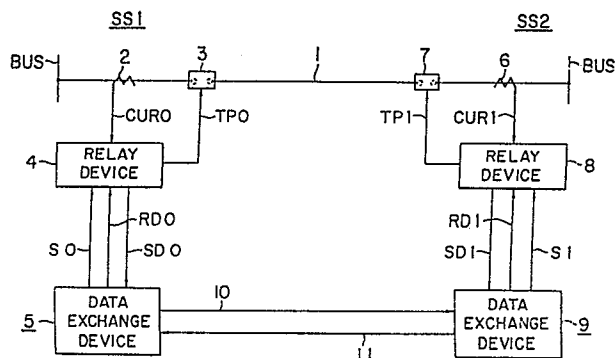 SS1
SS2
BUS
2
3
1
7
6
BUS
CUR0
TP0
TP1
CUR1
4
RELAY
DEVICE
RELAY
DEVICE
8
RD0
RD1
S0
SD0
SD1
S1
5
DATA
EXCHANGE
DEVICE
10
11
DATA
EXCHANGE
DEVICE
9